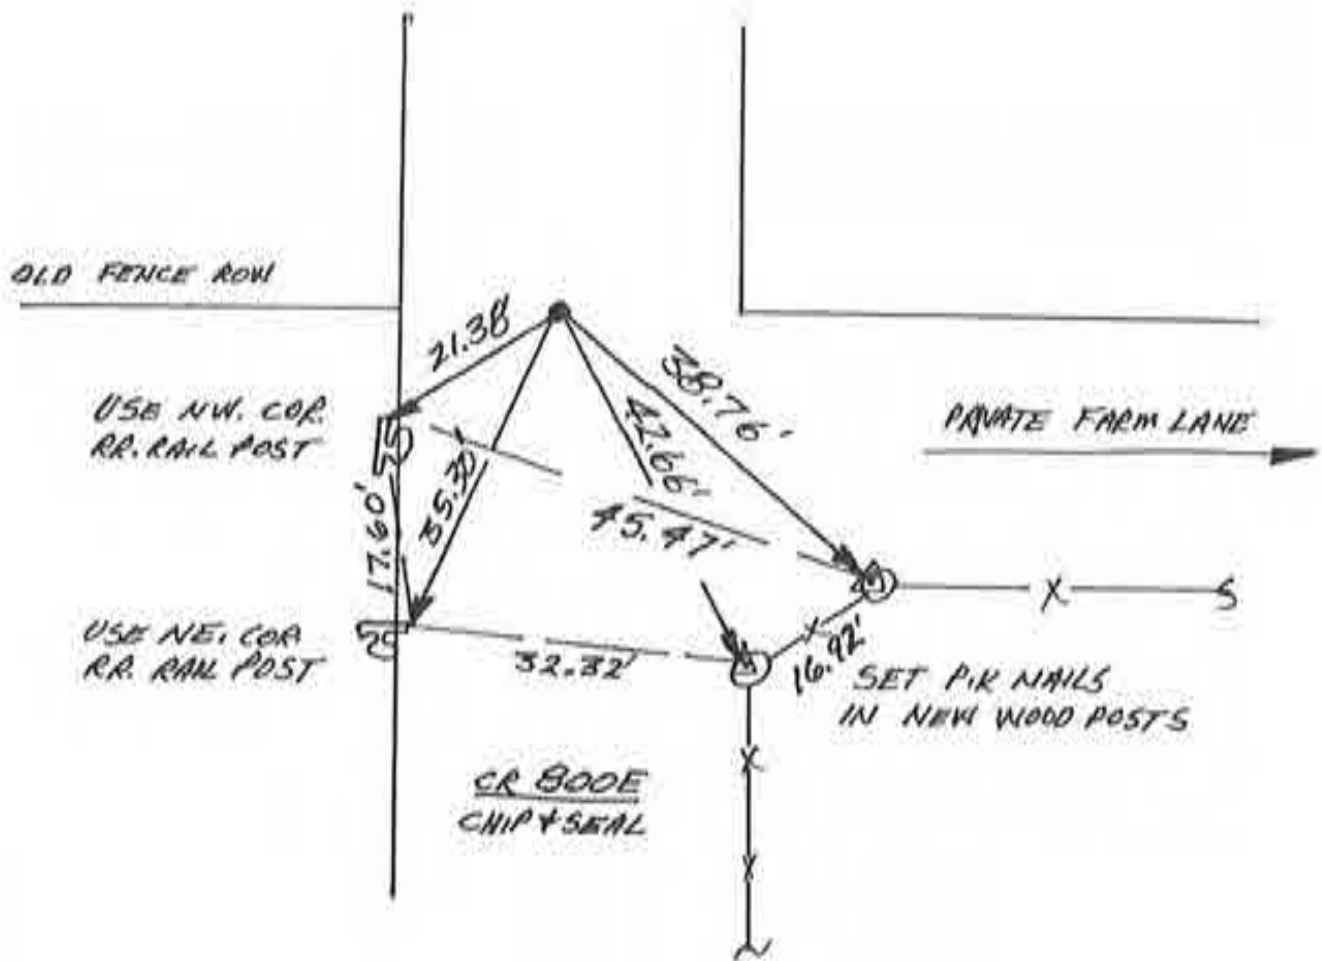 OLD FENCE ROW
21.38'
38.76'
USE NW. COR.
RR. RAIL POST
42.66'
PRIVATE FARM LANE
35.30'
45.47'
17.60'
USE NE. COR
RR. RAIL POST
32.32'
16.92'
SET P.K NAILS
IN NEW WOOD POSTS
CR 800E
CHIP & SEAL